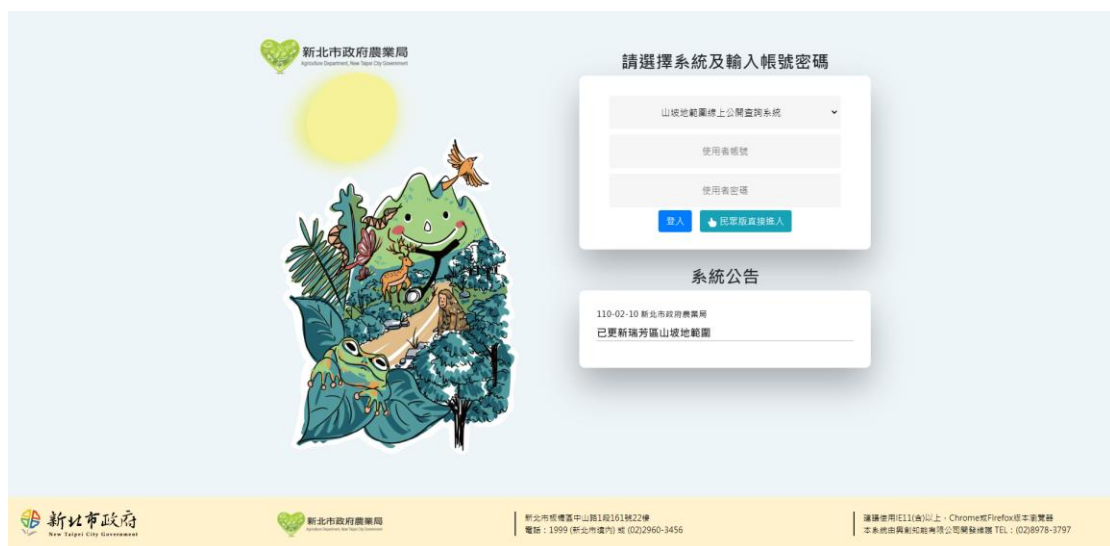 新北市政府農業局
Agriculture Department, New Taipei City Government
請選擇系統及輸入帳號密碼
山坡地範圍線上公開查詢系統
使用者帳號
使用者密碼
登入
民眾版直接進入
系統公告
110-02-10 新北市政府農業局
已更新瑞芳區山坡地範圍
新北市政府
New Taipei City Government
新北市政府農業局
Agriculture Department, New Taipei City Government
新北市板橋區中山路1段161號22樓
電話：1999 (新北市境內) 或 (02)2960-3456
建議使用IE11(含)以上、Chrome或Firefox版本瀏覽器
本系統由興創知能有限公司開發維護 TEL : (02)8978-3797